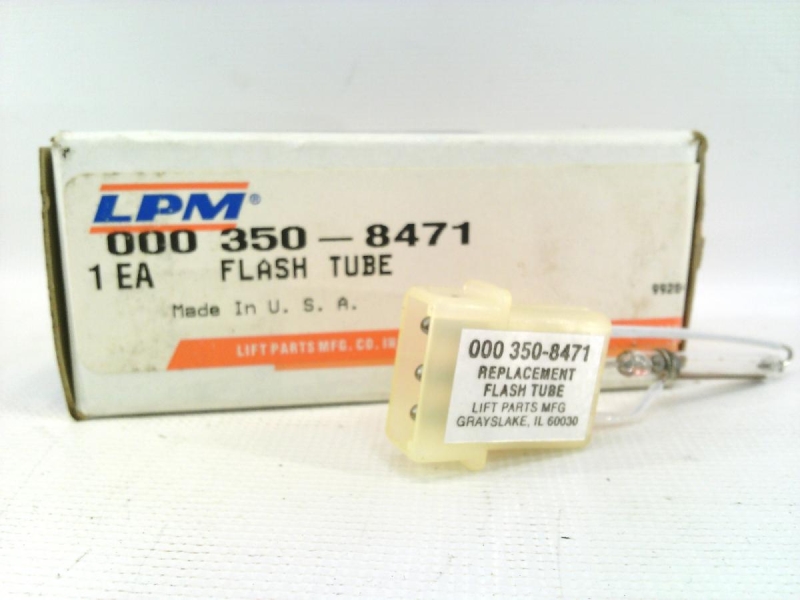 LPM®
000 350-8471
1 EA FLASH TUBE
Made In U. S. A.
LIFT PARTS MFG. CO.
000 350-8471
REPLACEMENT
FLASH TUBE
LIFT PARTS MFG
GRAYSLAKE, IL 60030